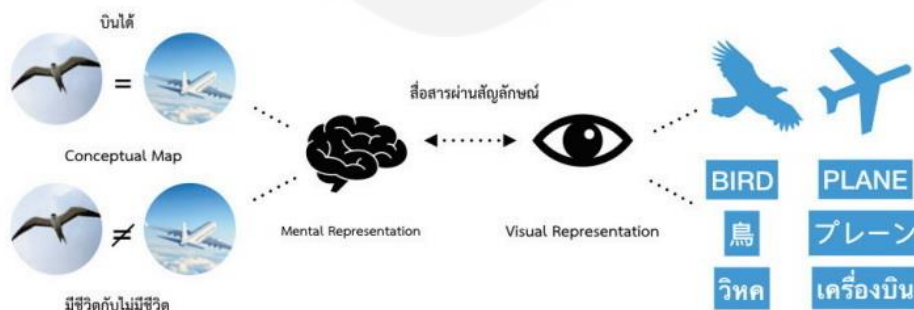 บินได้
=
Conceptual Map
≠
มีชีวิตกับไม่มีชีวิต
Mental Representation
สื่อสารผ่านสัญลักษณ์
Visual Representation
BIRD PLANE
鳥 プレーン
วิหค เครื่องบิน